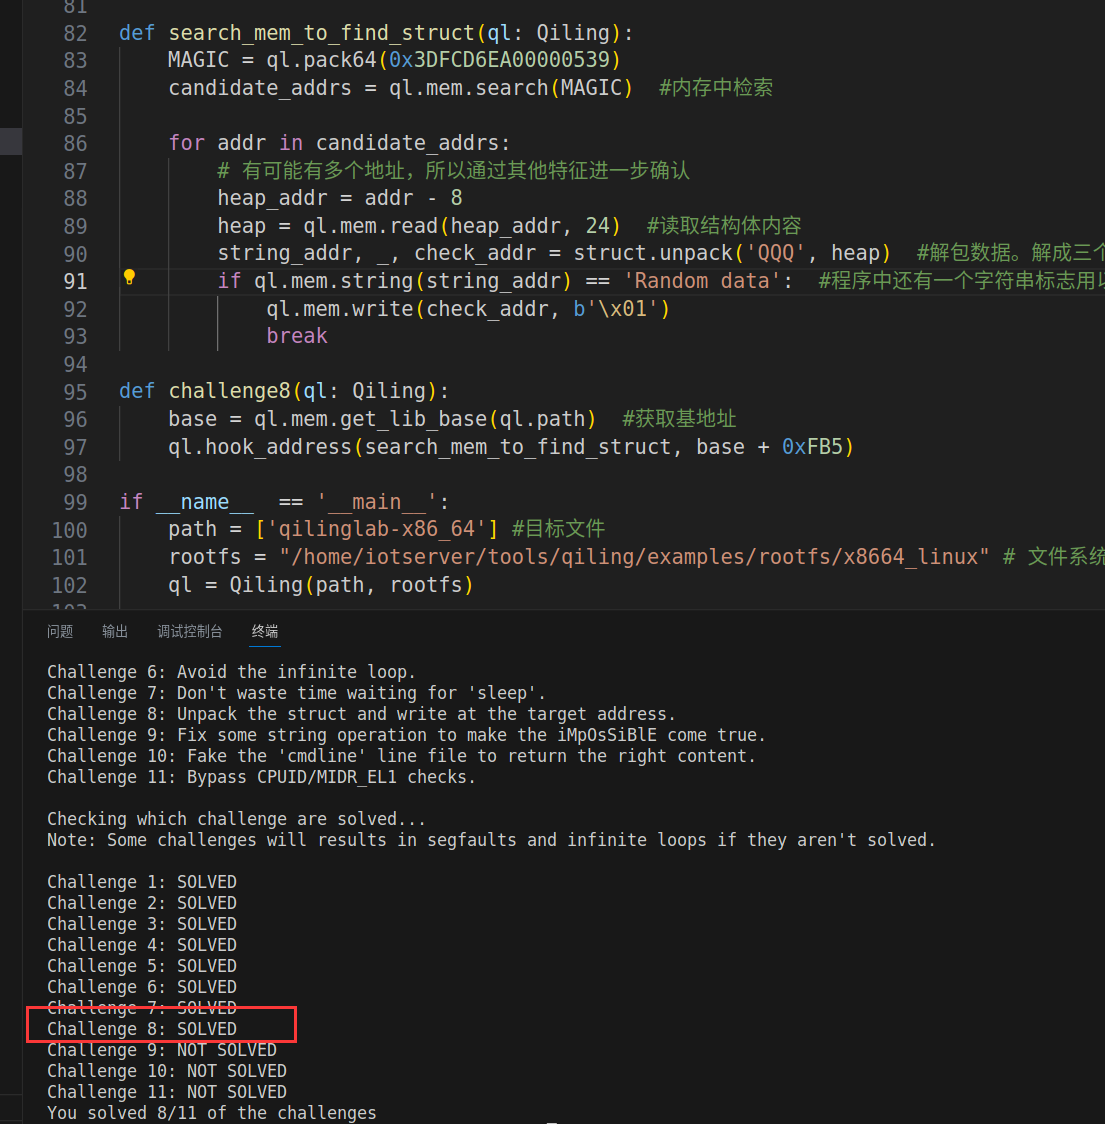 81
82 def search_mem_to_find_struct(ql: Qiling):
83 MAGIC = ql.pack64(0x3DFCD6EA00000539)
84 candidate_addrs = ql.mem.search(MAGIC) #内存中检索
85
86 for addr in candidate_addrs:
87 # 有可能有多个地址，所以通过其他特征进一步确认
88 heap_addr = addr - 8
89 heap = ql.mem.read(heap_addr, 24) #读取结构体内容
90 string_addr, _, check_addr = struct.unpack('QQQ', heap) #解包数据。解成三个
91 if ql.mem.string(string_addr) == 'Random data': #程序中还有一个字符串标志用以
92 ql.mem.write(check_addr, b'\x01')
93 break
94
95 def challenge8(ql: Qiling):
96 base = ql.mem.get_lib_base(ql.path) #获取基地址
97 ql.hook_address(search_mem_to_find_struct, base + 0xFB5)
98
99 if __name__ == '__main__':
100 path = ['qilinglab-x86_64'] #目标文件
101 rootfs = "/home/iotserver/tools/qiling/examples/rootfs/x8664_linux" # 文件系统
102 ql = Qiling(path, rootfs)
103
问题 输出 调试控制台 终端
Challenge 6: Avoid the infinite loop.
Challenge 7: Don't waste time waiting for 'sleep'.
Challenge 8: Unpack the struct and write at the target address.
Challenge 9: Fix some string operation to make the iMpOsSiBlE come true.
Challenge 10: Fake the 'cmdline' line file to return the right content.
Challenge 11: Bypass CPUID/MIDR_EL1 checks.
Checking which challenge are solved...
Note: Some challenges will results in segfaults and infinite loops if they aren't solved.
Challenge 1: SOLVED
Challenge 2: SOLVED
Challenge 3: SOLVED
Challenge 4: SOLVED
Challenge 5: SOLVED
Challenge 6: SOLVED
Challenge 7: SOLVED
Challenge 8: SOLVED
Challenge 9: NOT SOLVED
Challenge 10: NOT SOLVED
Challenge 11: NOT SOLVED
You solved 8/11 of the challenges